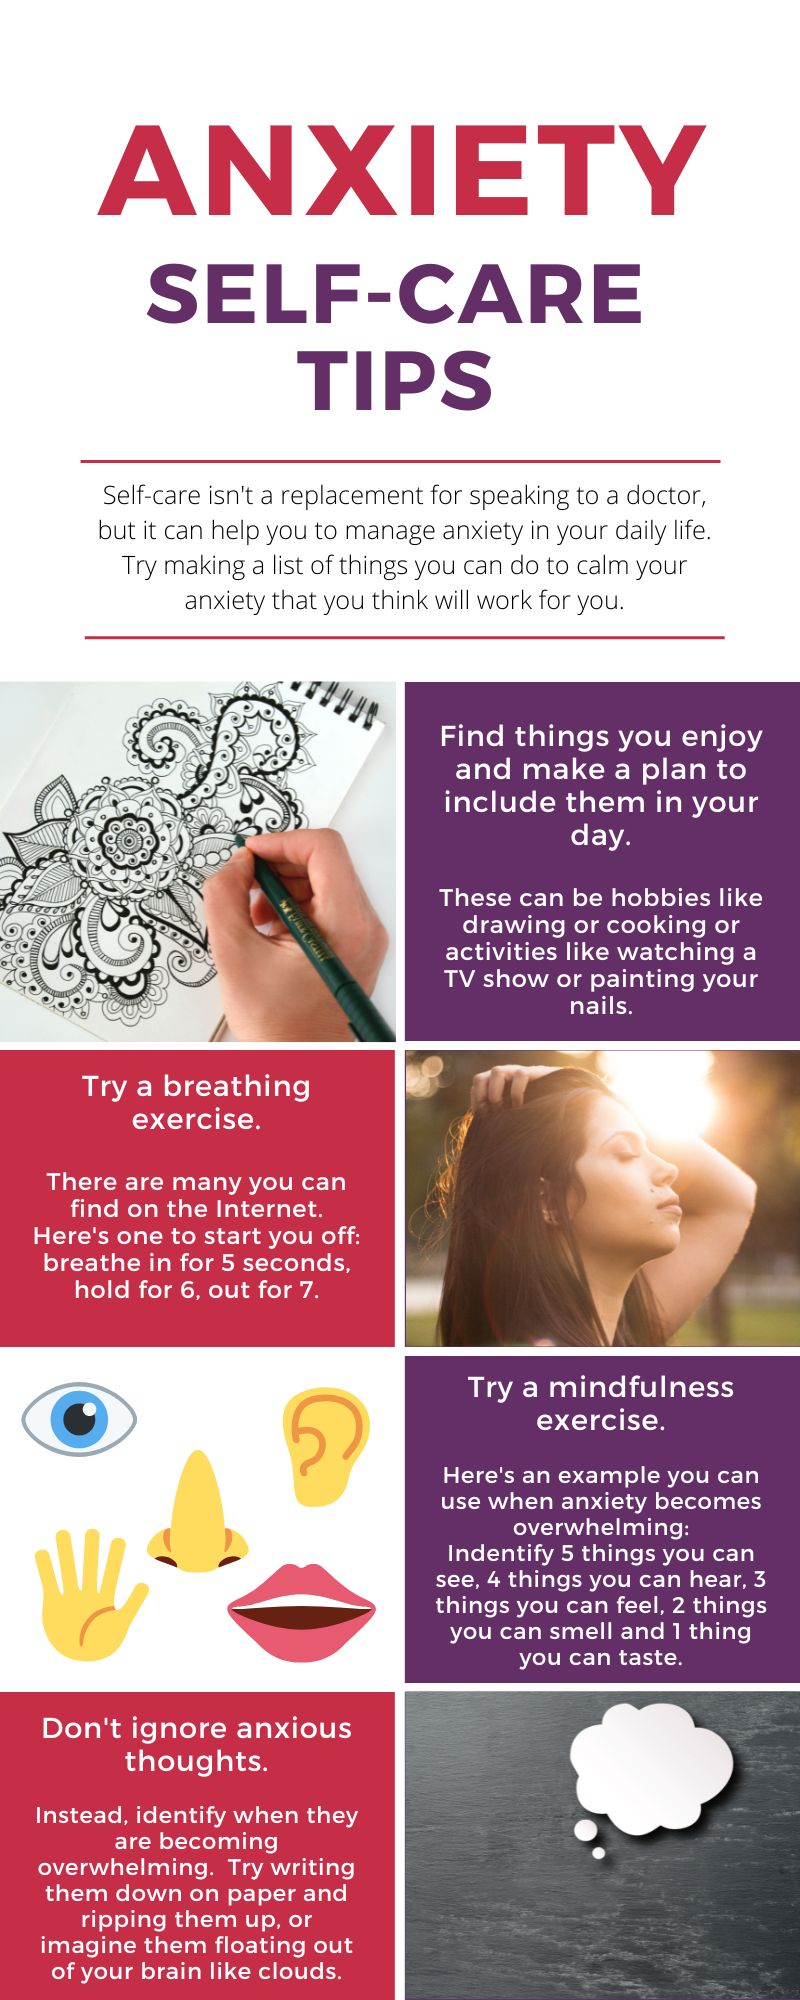 ANXIETY
SELF-CARE
TIPS
Self-care isn't a replacement for speaking to a doctor,
but it can help you to manage anxiety in your daily life.
Try making a list of things you can do to calm your
anxiety that you think will work for you.
Find things you enjoy
and make a plan to
include them in your
day.
These can be hobbies like
drawing or cooking or
activities like watching a
TV show or painting your
nails.
Try a breathing
exercise.
There are many you can
find on the Internet.
Here's one to start you off:
breathe in for 5 seconds,
hold for 6, out for 7.
Try a mindfulness
exercise.
Here's an example you can
use when anxiety becomes
overwhelming:
Indentify 5 things you can
see, 4 things you can hear, 3
things you can feel, 2 things
you can smell and 1 thing
you can taste.
Don't ignore anxious
thoughts.
Instead, identify when they
are becoming
overwhelming.  Try writing
them down on paper and
ripping them up, or
imagine them floating out
of your brain like clouds.